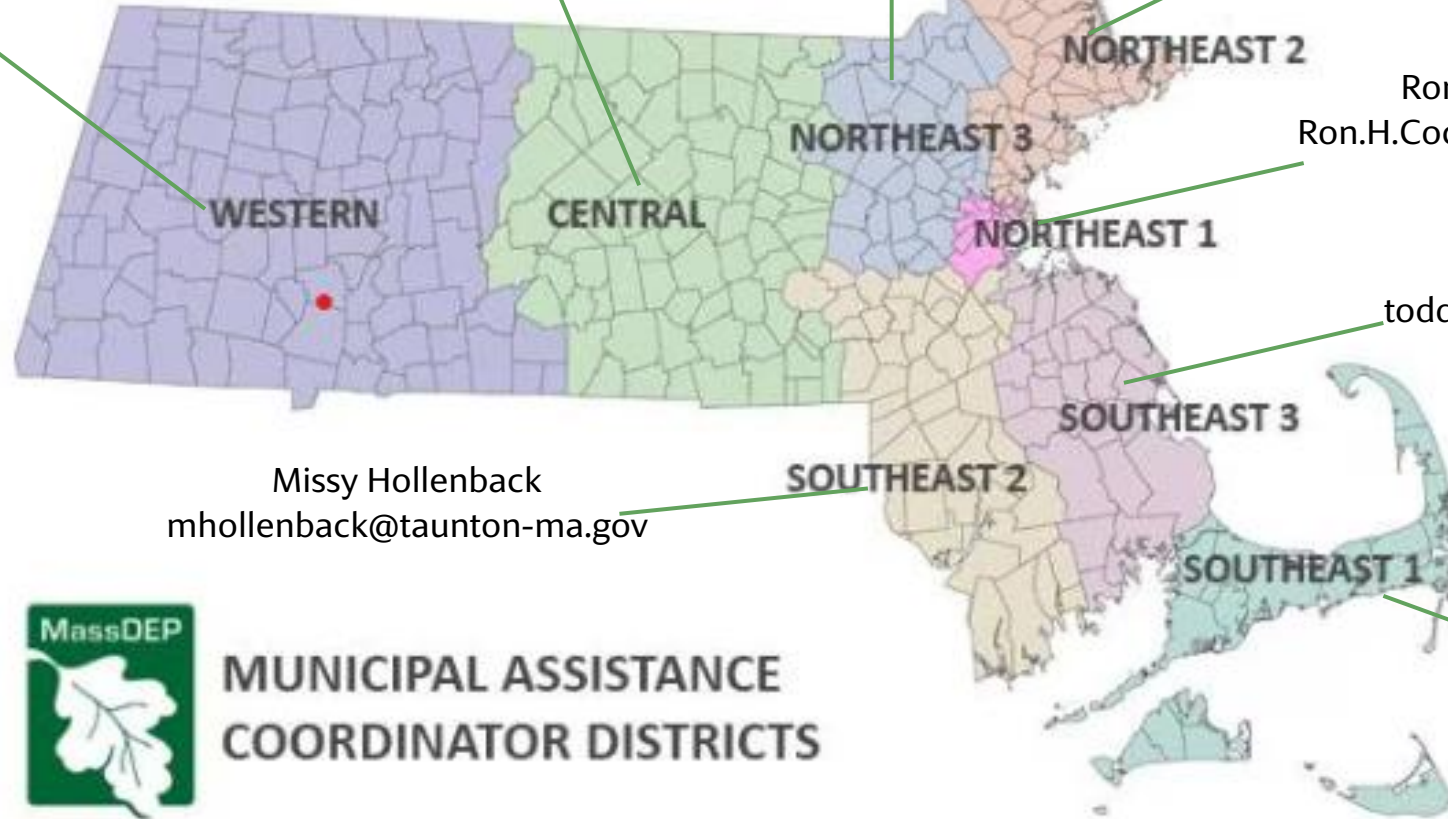 NORTHEAST 2
NORTHEAST 3
WESTERN
CENTRAL
NORTHEAST 1
SOUTHEAST 3
Missy Hollenback
mhollenback@taunton-ma.gov
SOUTHEAST 2
SOUTHEAST 1
MassDEP
MUNICIPAL ASSISTANCE
COORDINATOR DISTRICTS